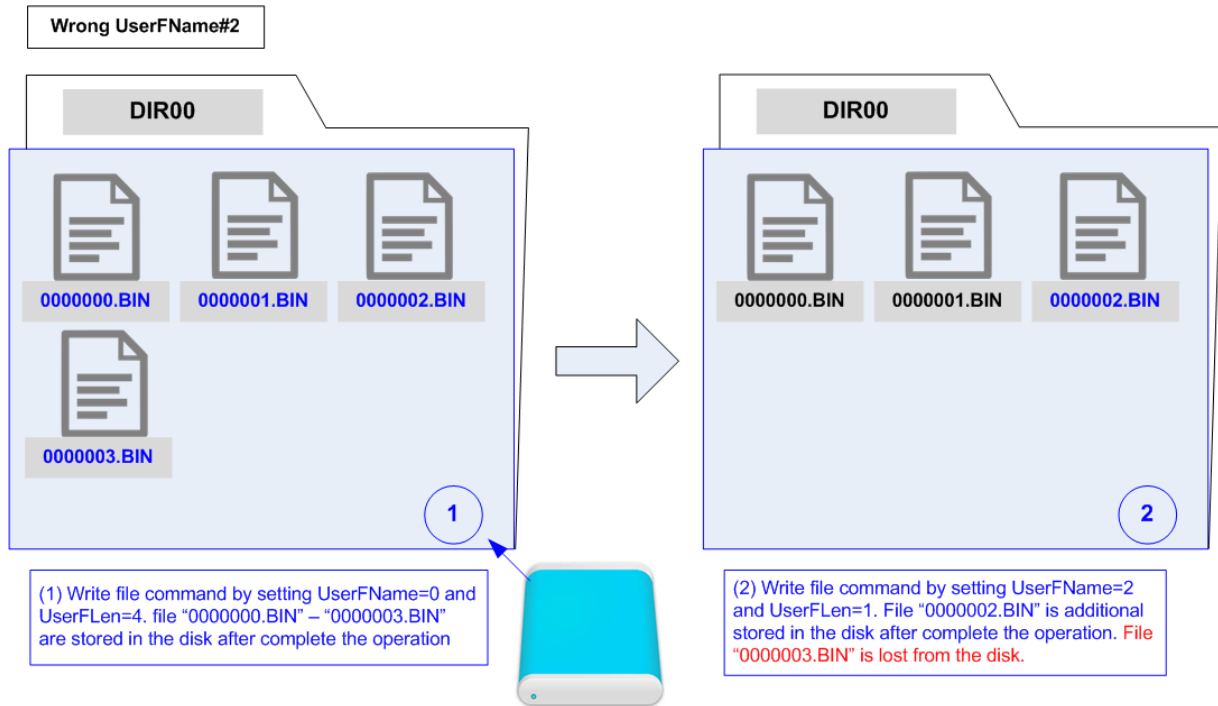 Wrong UserFName#2
DIR00
0000000.BIN
0000001.BIN
0000002.BIN
0000003.BIN
1
(1) Write file command by setting UserFName=0 and
UserFLen=4. file “0000000.BIN” – “0000003.BIN”
are stored in the disk after complete the operation
DIR00
0000000.BIN
0000001.BIN
0000002.BIN
2
(2) Write file command by setting UserFName=2
and UserFLen=1. File “0000002.BIN” is additional
stored in the disk after complete the operation. File
“0000003.BIN” is lost from the disk.